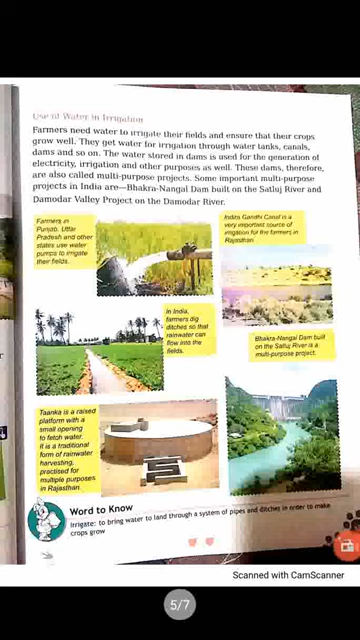 Use of Water in Irrigation
Farmers need water to irrigate their fields and ensure that their crops
grow well. They get water for irrigation through water tanks, canals,
dams and so on. The water stored in dams is used for the generation of
electricity, irrigation and other purposes as well. These dams, therefore,
are also called multi-purpose projects. Some important multi-purpose
projects in India are—Bhakra-Nangal Dam built on the Satluj River and
Damodar Valley Project on the Damodar River.
Farmers in
Punjab, Uttar
Pradesh and other
states use water
pumps to irrigate
their fields.
Indira Gandhi Canal is a
very important source of
irrigation for the farmers in
Rajasthan.
In India,
farmers dig
ditches so that
rainwater can
flow into the
fields.
Bhakra-Nangal Dam built
on the Satluj River is a
multi-purpose project.
Taanka is a raised
platform with a
small opening
to fetch water.
It is a traditional
form of rainwater
harvesting,
practised for
multiple purposes
in Rajasthan.
Word to Know
Irrigate: to bring water to land through a system of pipes and ditches in order to make
crops grow
Scanned with CamScanner
5/7